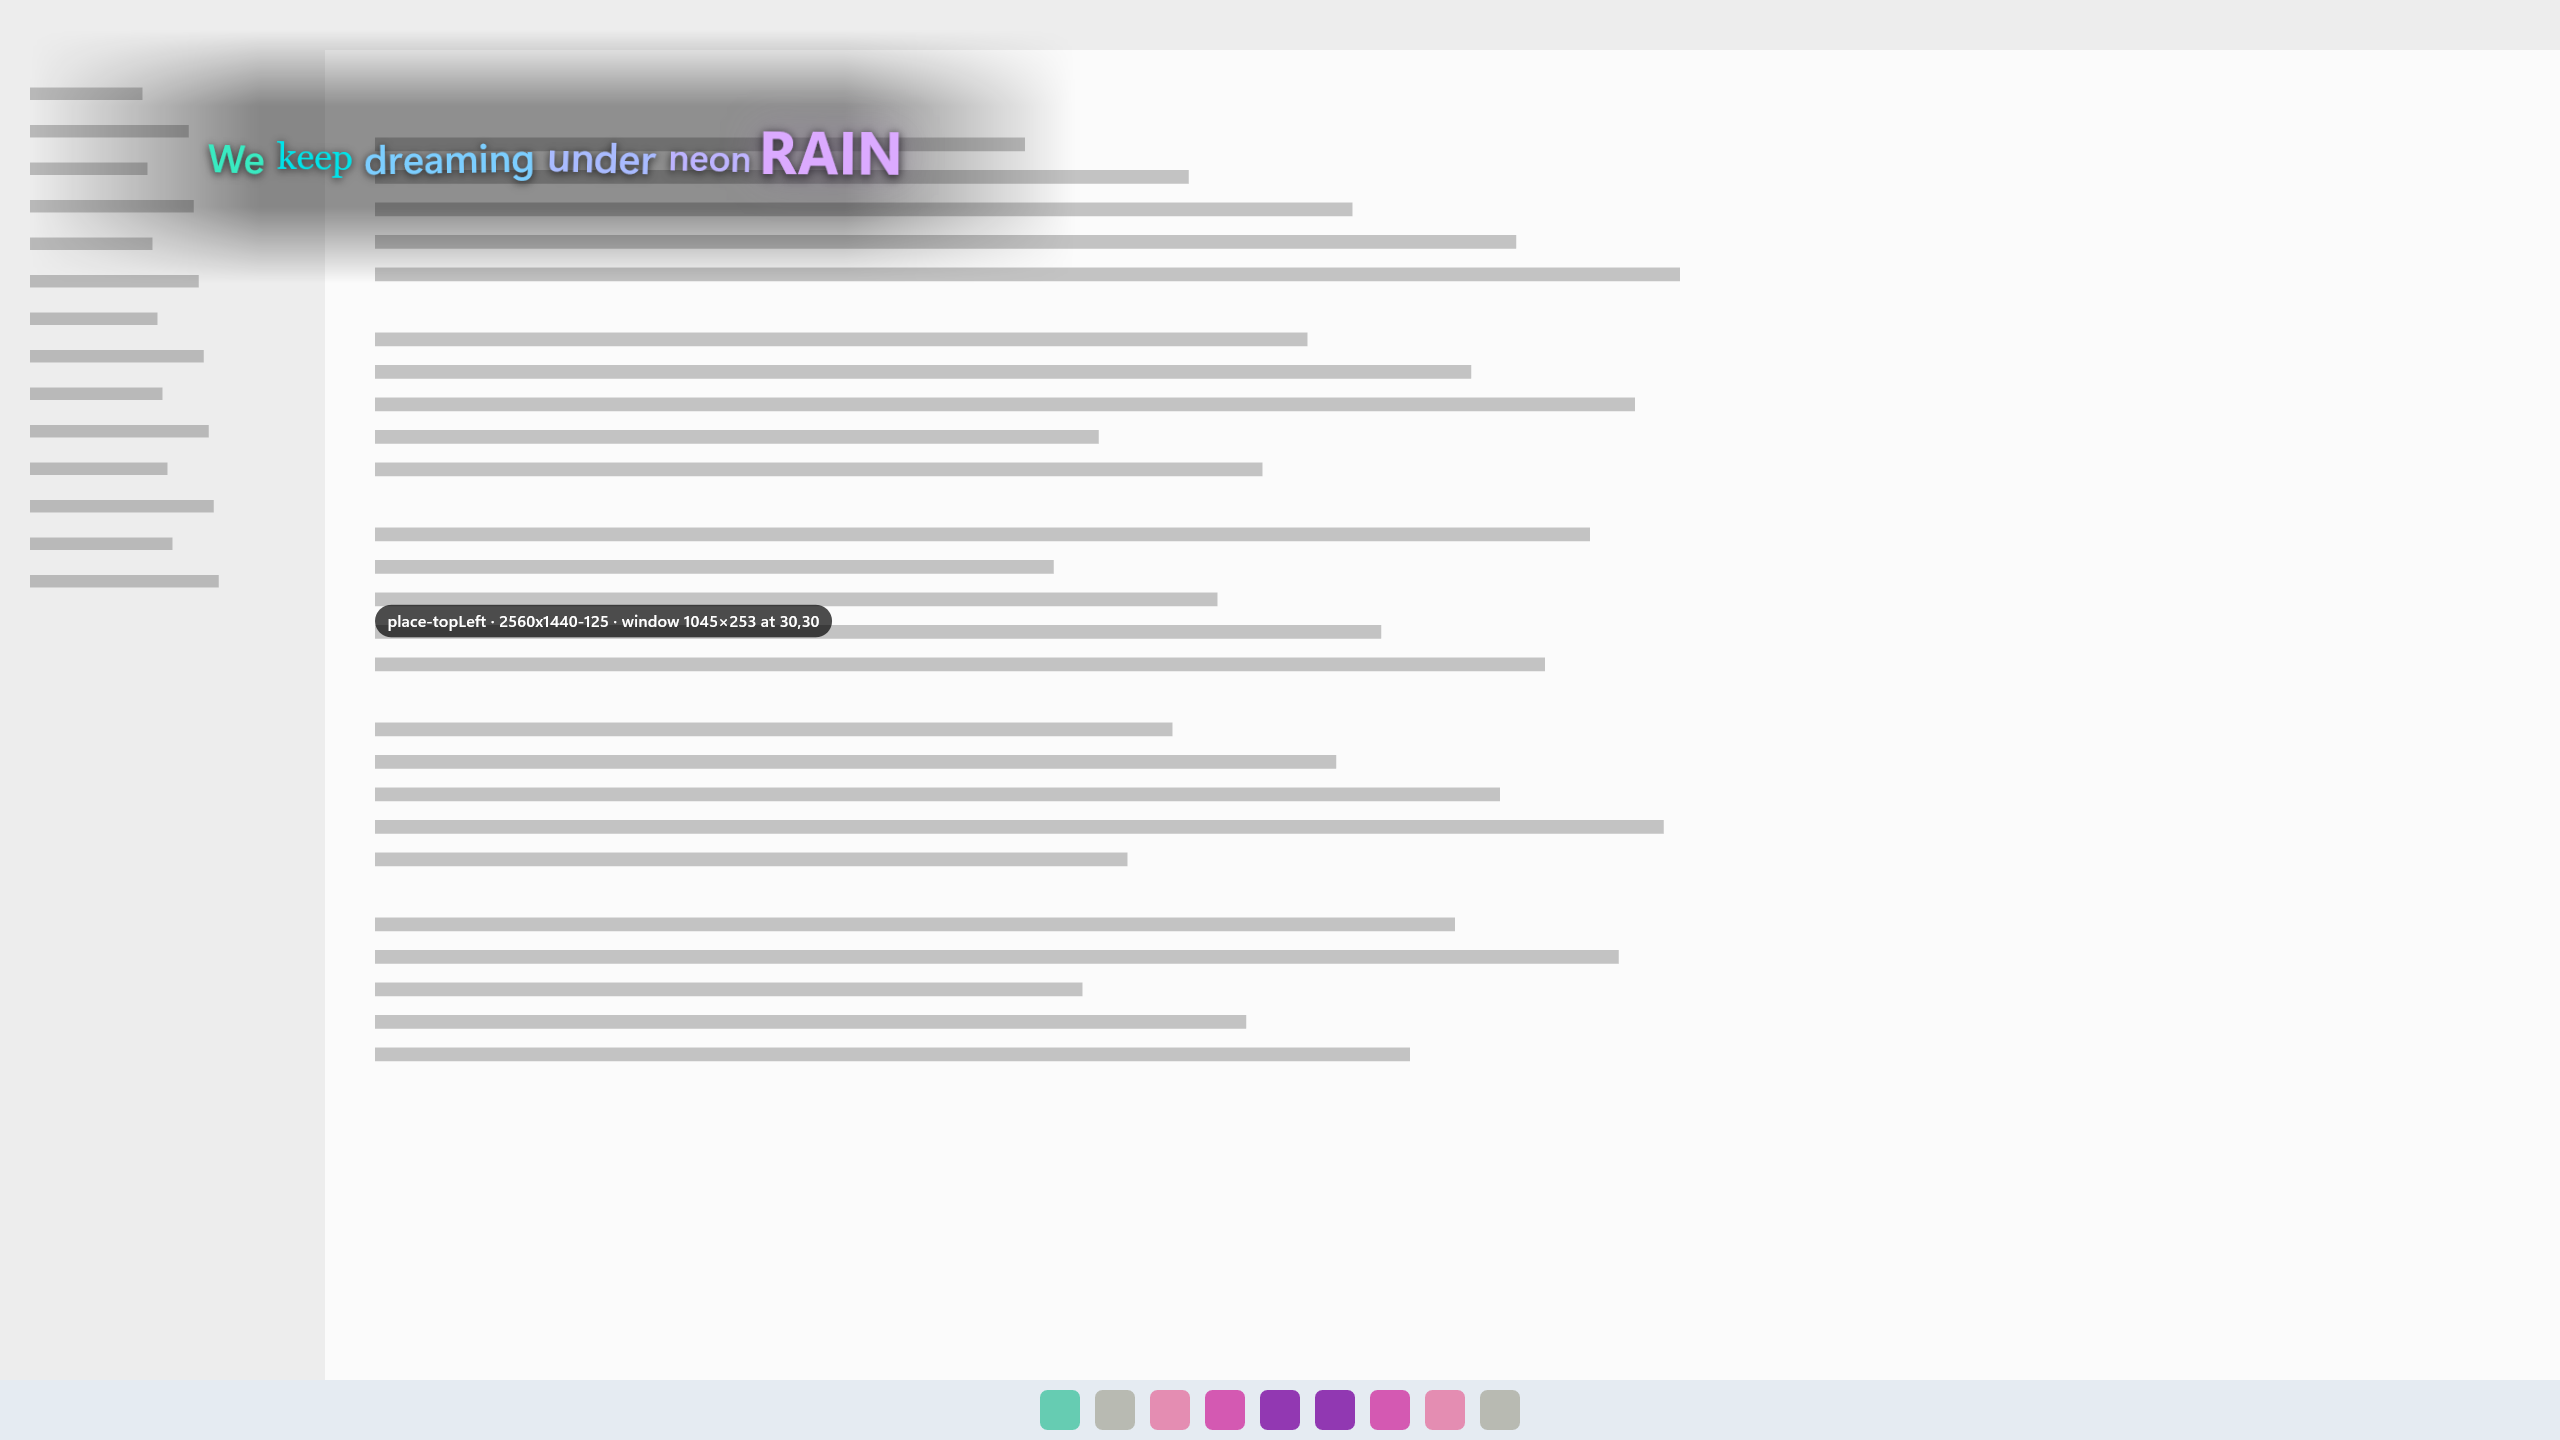 We keep dreaming under neon RAIN
place-topLeft · 2560x1440-125 · window 1045×253 at 30,30